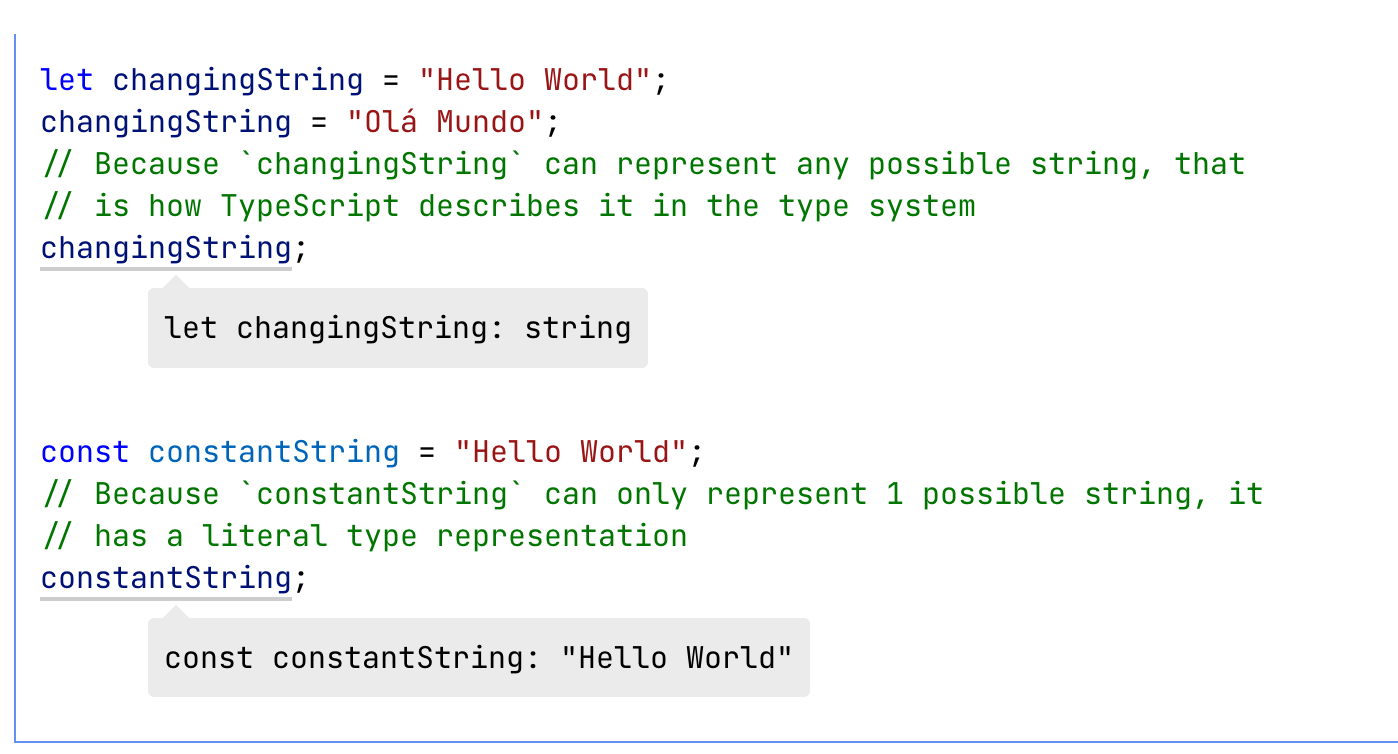 let changingString = "Hello World";
changingString = "Olá Mundo";
// Because `changingString` can represent any possible string, that
// is how TypeScript describes it in the type system
changingString;
let changingString: string
const constantString = "Hello World";
// Because `constantString` can only represent 1 possible string, it
// has a literal type representation
constantString;
const constantString: "Hello World"